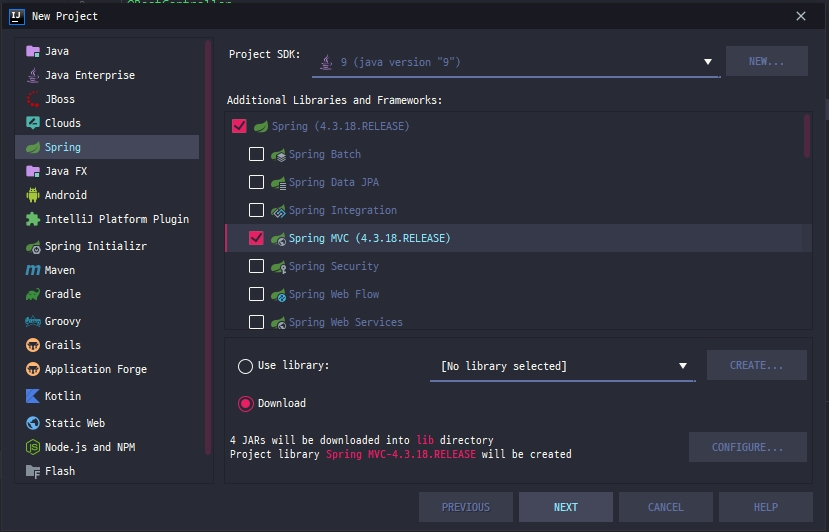 @RestController
IJ New Project
Java
Java Enterprise
JBoss
Clouds
Spring
Java FX
Android
IntelliJ Platform Plugin
Spring Initializr
Maven
Gradle
Groovy
Grails
Application Forge
Kotlin
Static Web
Node.js and NPM
Flash
Project SDK:
9 (java version "9")
NEW...
Additional Libraries and Frameworks:
Spring (4.3.18.RELEASE)
Spring Batch
Spring Data JPA
Spring Integration
Spring MVC (4.3.18.RELEASE)
Spring Security
Spring Web Flow
Spring Web Services
Use library:
[No library selected]
CREATE...
Download
4 JARs will be downloaded into lib directory
Project library Spring MVC-4.3.18.RELEASE will be created
CONFIGURE...
PREVIOUS
NEXT
CANCEL
HELP